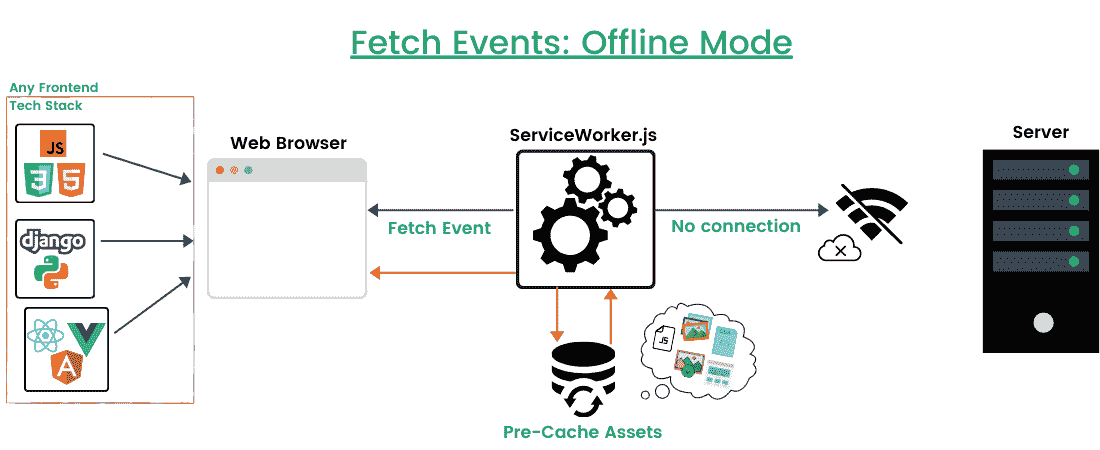 Fetch Events: Offline Mode
Any Frontend
Tech Stack
JS
3
5
django
A
Web Browser
ServiceWorker.js
Server
Fetch Event
No connection
JS
Pre-Cache Assets